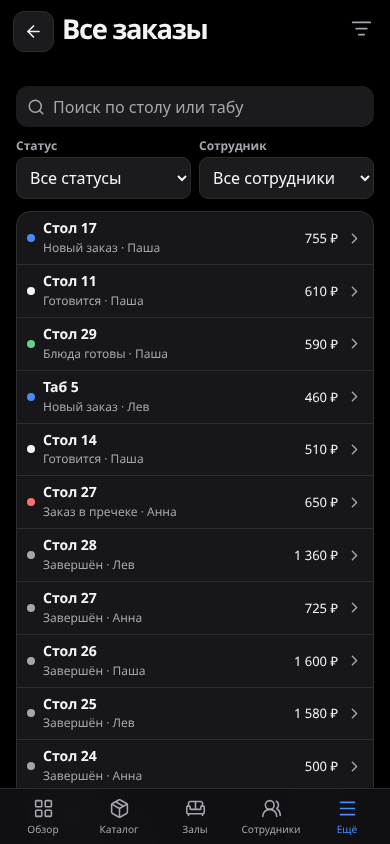 Все заказы
Поиск по столу или табу
Статус
Сотрудник
Все статусы
Все сотрудники
Стол 17
Новый заказ · Паша
755 ₽
Стол 11
Готовится · Паша
610 ₽
Стол 29
Блюда готовы · Паша
590 ₽
Таб 5
Новый заказ · Лев
460 ₽
Стол 14
Готовится · Паша
510 ₽
Стол 27
Заказ в пречеке · Анна
650 ₽
Стол 28
Завершён · Лев
1 360 ₽
Стол 27
Завершён · Анна
725 ₽
Стол 26
Завершён · Паша
1 600 ₽
Стол 25
Завершён · Лев
1 580 ₽
Стол 24
Завершён · Анна
500 ₽
Обзор
Каталог
Залы
Сотрудники
Ещё